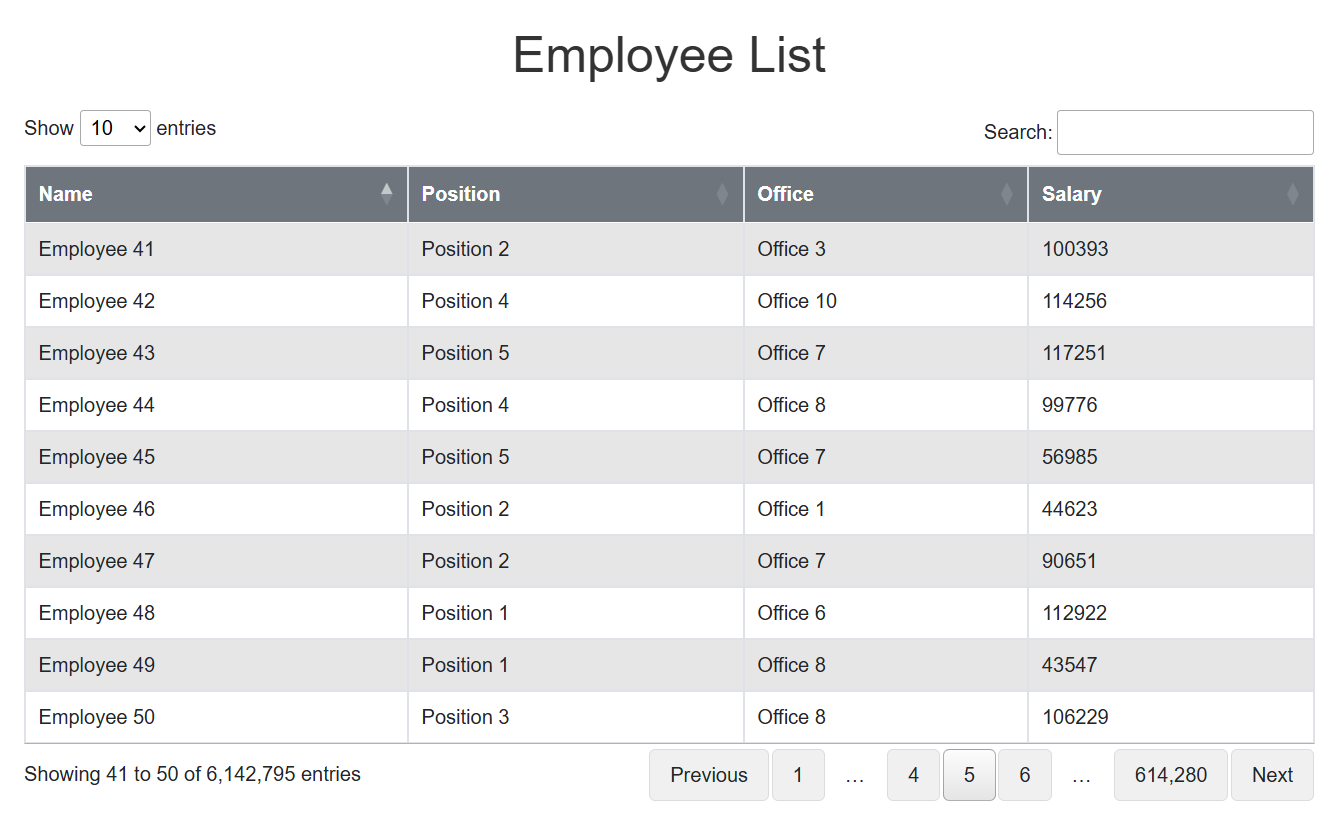 Employee List
Show 10 entries
Search:
Name Position Office Salary
Employee 41 Position 2 Office 3 100393
Employee 42 Position 4 Office 10 114256
Employee 43 Position 5 Office 7 117251
Employee 44 Position 4 Office 8 99776
Employee 45 Position 5 Office 7 56985
Employee 46 Position 2 Office 1 44623
Employee 47 Position 2 Office 7 90651
Employee 48 Position 1 Office 6 112922
Employee 49 Position 1 Office 8 43547
Employee 50 Position 3 Office 8 106229
Showing 41 to 50 of 6,142,795 entries
Previous 1 … 4 5 6 … 614,280 Next